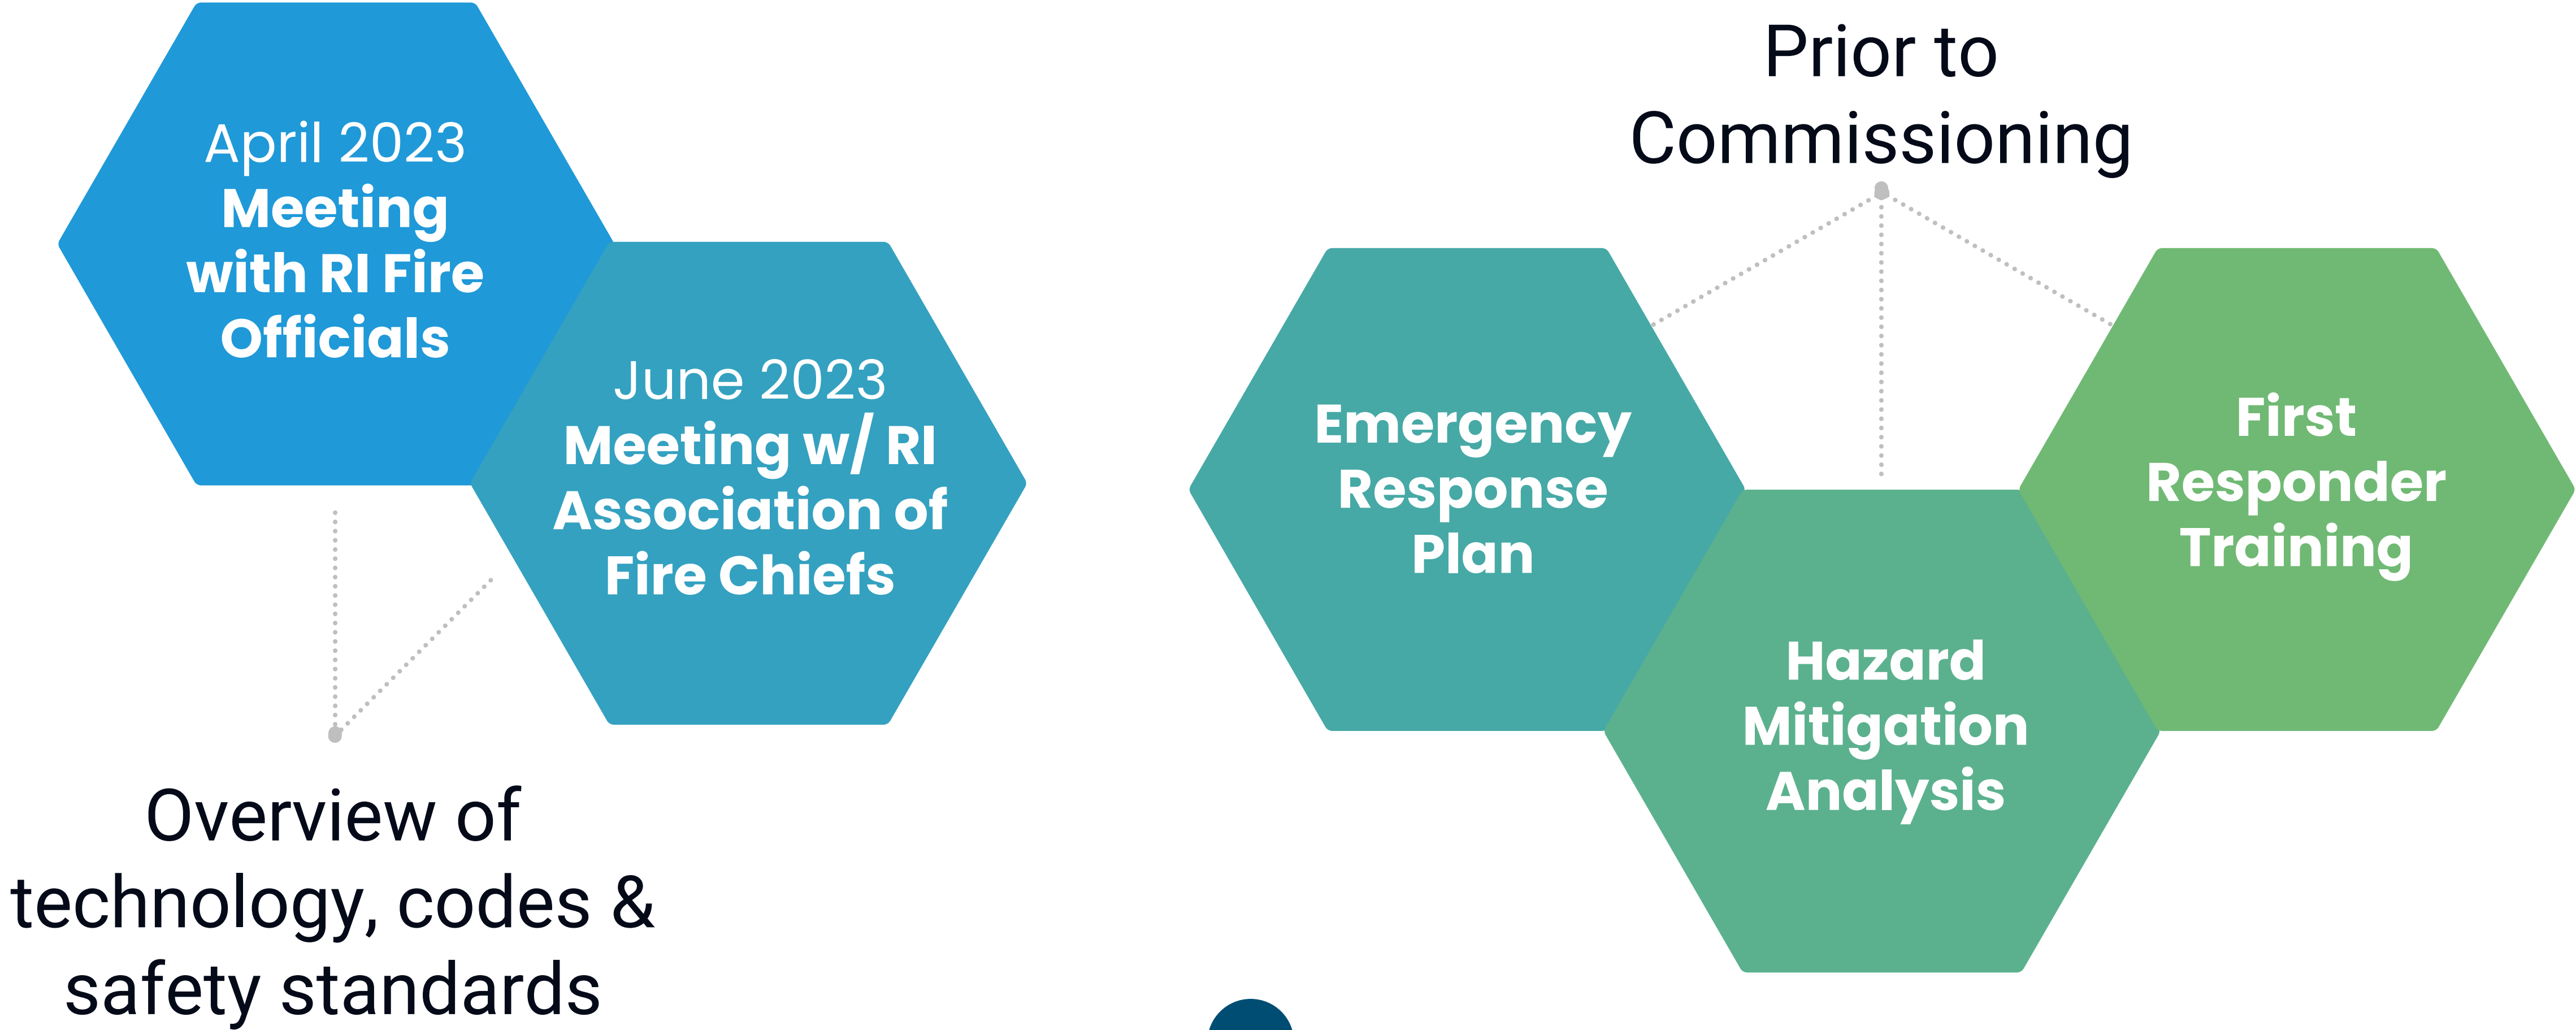 April 2023
Meeting
with RI Fire
Officials
June 2023
Meeting w/ RI
Association of
Fire Chiefs
Overview of
technology, codes &
safety standards
Prior to
Commissioning
Emergency
Response
Plan
Hazard
Mitigation
Analysis
First
Responder
Training